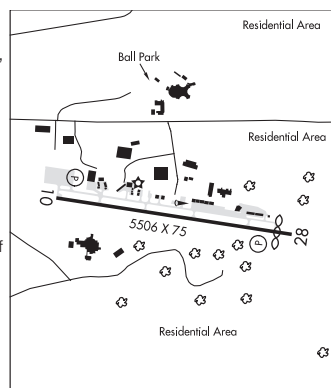 Residential Area
Ball Park
Residential Area
P
10
5506 X 75
P
28
Residential Area